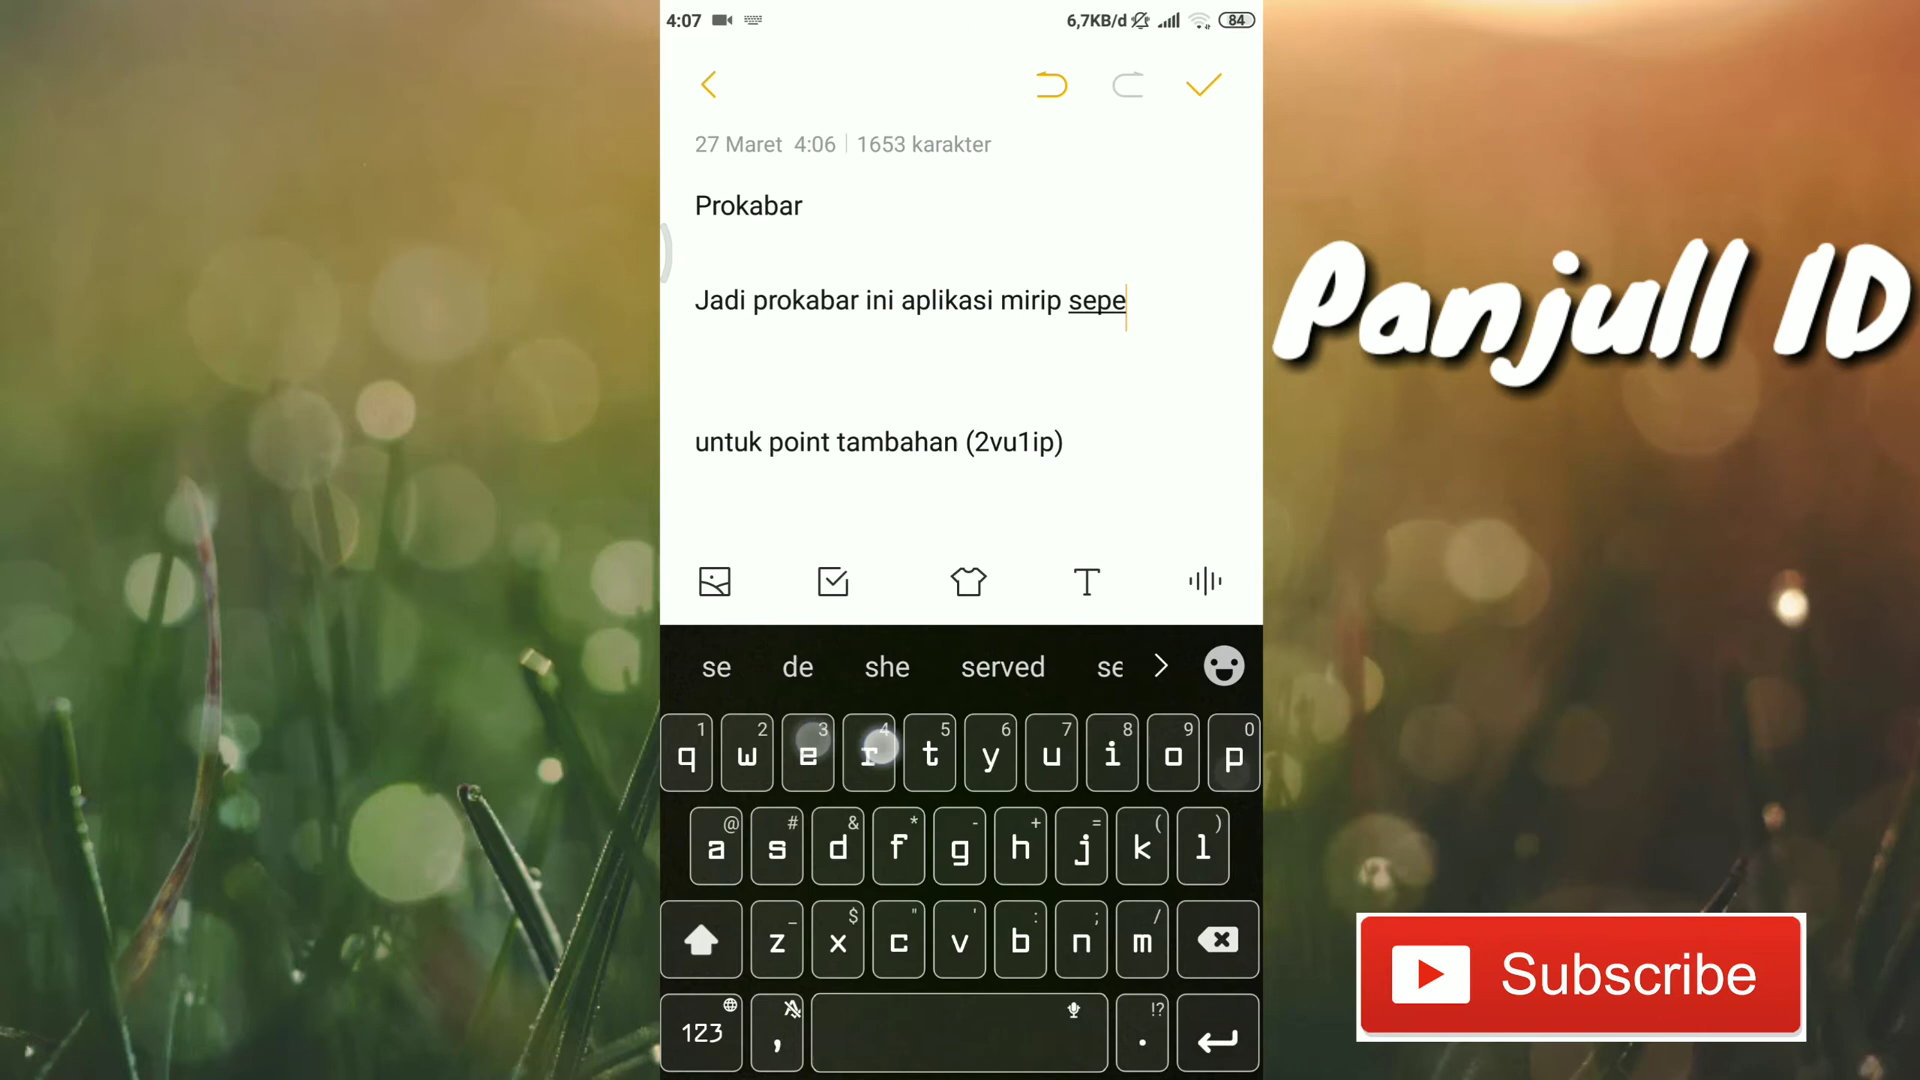 4:07
6,7KB/d
84
27 Maret 4:06 | 1653 karakter
Prokabar
Jadi prokabar ini aplikasi mirip sepe
untuk point tambahan (2vu1ip)
T
se de she served se
1 2 3 4 5 6 7 8 9 0
q w e r t y u i o p
@ # & * - + = ( )
a s d f g h j k l
_ $ " ' : ; /
z x c v b n m
!?
123 , .
Panjull ID
Subscribe